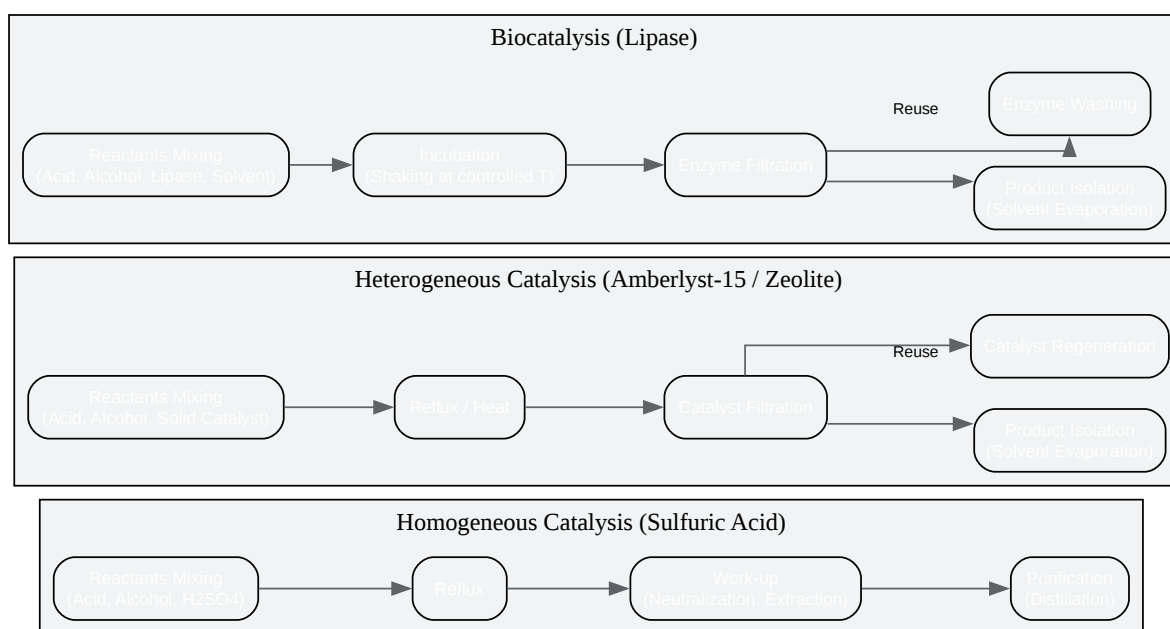 Biocatalysis (Lipase)
Reuse
Enzyme Washing
Reactants Mixing
(Acid, Alcohol, Lipase, Solvent)
Incubation
(Shaking at controlled T)
Enzyme Filtration
Product Isolation
(Solvent Evaporation)
Heterogeneous Catalysis (Amberlyst-15 / Zeolite)
Reuse
Catalyst Regeneration
Reactants Mixing
(Acid, Alcohol, Solid Catalyst)
Reflux / Heat
Catalyst Filtration
Product Isolation
(Solvent Evaporation)
Homogeneous Catalysis (Sulfuric Acid)
Reactants Mixing
(Acid, Alcohol, H2SO4)
Reflux
Work-up
(Neutralization, Extraction)
Purification
(Distillation)